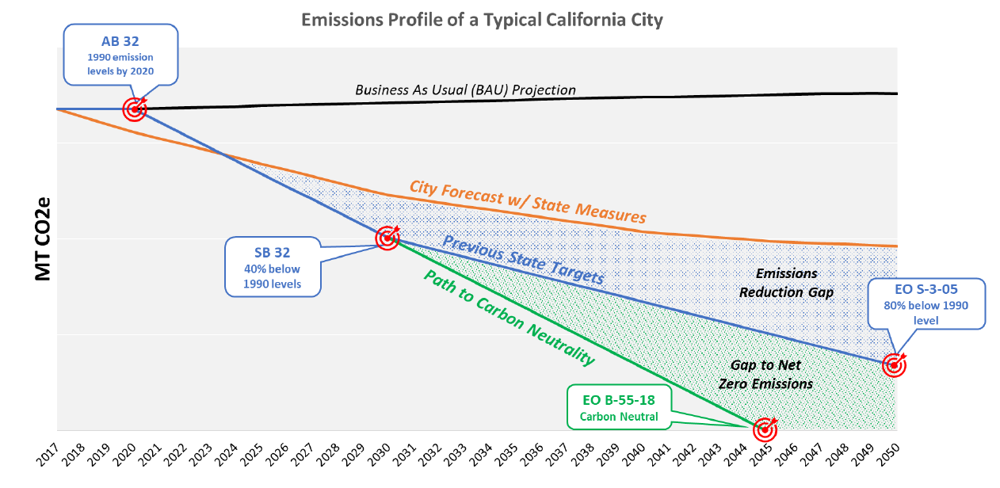 Emissions Profile of a Typical California City
AB 32
1990 emission
levels by 2020
Business As Usual (BAU) Projection
City Forecast w/ State Measures
MT CO2e
Previous State Targets
SB 32
40% below
1990 levels
Path to Carbon Neutrality
Emissions
Reduction Gap
EO S-3-05
80% below 1990
level
Gap to Net
Zero Emissions
EO B-55-18
Carbon Neutral
2017 2018 2019 2020 2021 2022 2023 2024 2025 2026 2027 2028 2029 2030 2031 2032 2033 2034 2035 2036 2037 2038 2039 2040 2041 2042 2043 2044 2045 2046 2047 2048 2049 2050